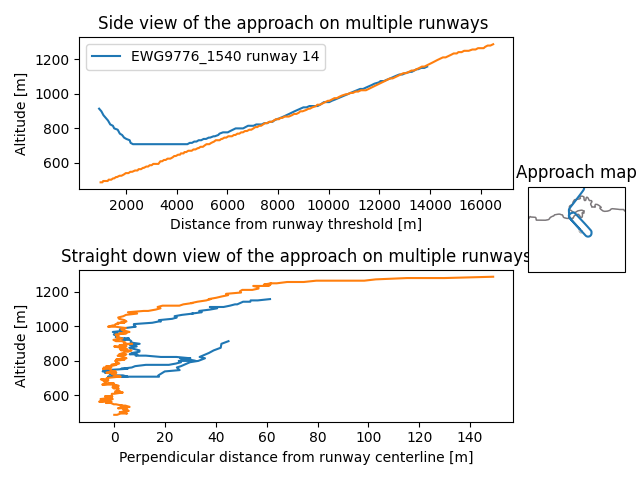 Side view of the approach on multiple runways
EWG9776_1540 runway 14
1200
1000
800
600
Altitude [m]
2000 4000 6000 8000 10000 12000 14000 16000
Distance from runway threshold [m]
Approach map
Straight down view of the approach on multiple runways
1200
1000
800
600
Altitude [m]
0 20 40 60 80 100 120 140
Perpendicular distance from runway centerline [m]